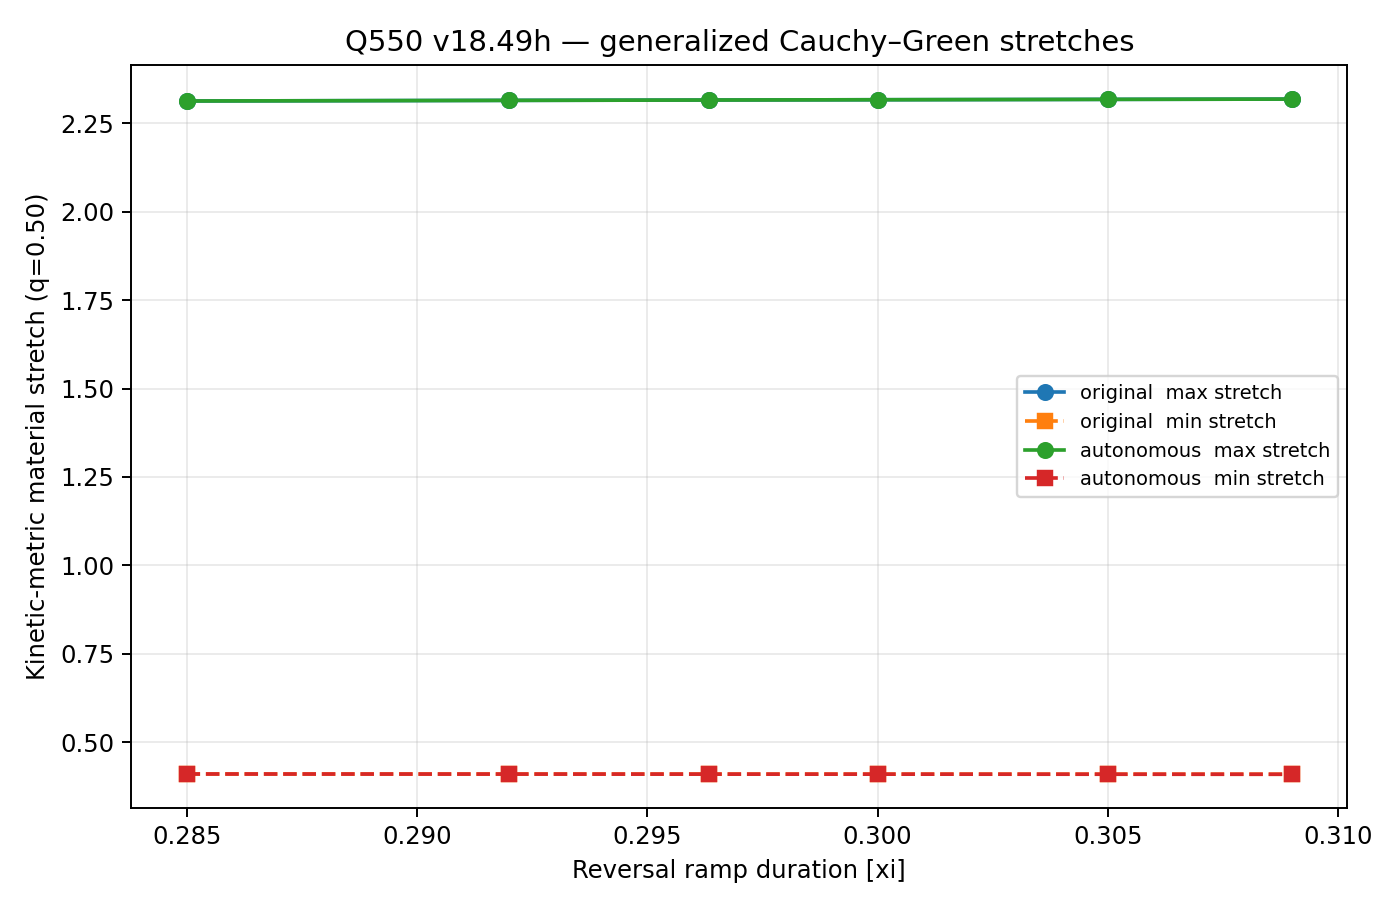 Q550 v18.49h — generalized Cauchy–Green stretches
Kinetic-metric material stretch (q=0.50)
2.25
2.00
1.75
1.50
1.25
1.00
0.75
0.50
original  max stretch
original  min stretch
autonomous  max stretch
autonomous  min stretch
0.285 0.290 0.295 0.300 0.305 0.310
Reversal ramp duration [xi]